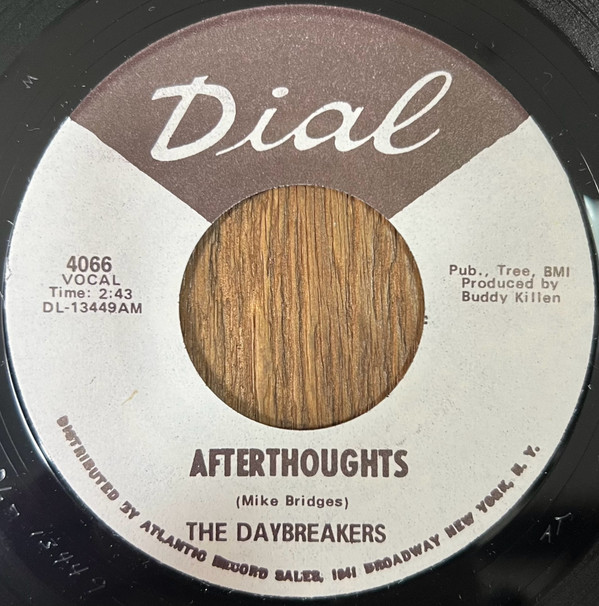 Dial
4066
VOCAL
Time: 2:43
DL-13449AM
Pub., Tree, BMI
Produced by
Buddy Killen
AFTERTHOUGHTS
(Mike Bridges)
THE DAYBREAKERS
DISTRIBUTED BY ATLANTIC RECORD SALES, 1841 BROADWAY NEW YORK, N. Y.
AT